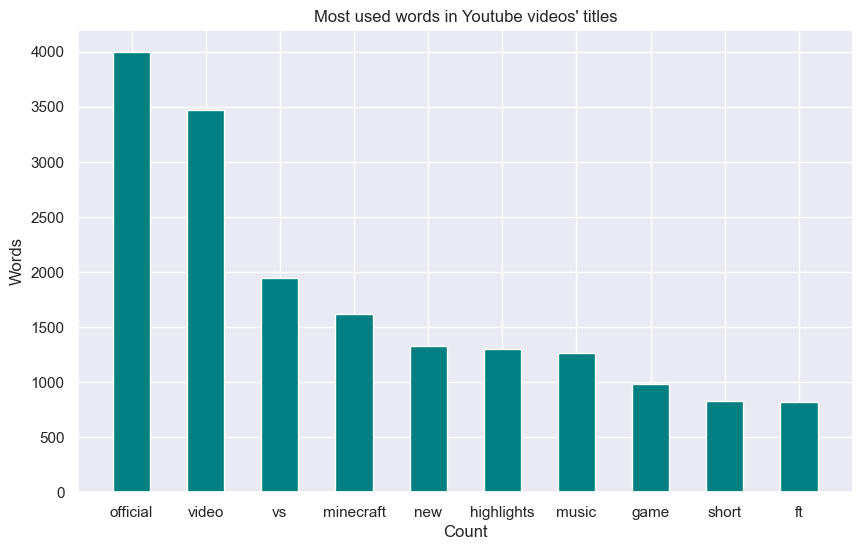 Most used words in Youtube videos' titles
4000
3500
3000
2500
2000
1500
1000
500
0
Words
official video vs minecraft new highlights music game short ft
Count